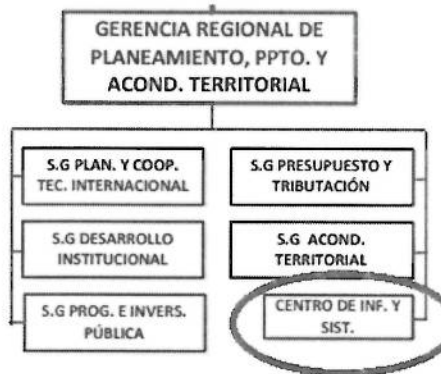 GERENCIA REGIONAL DE
PLANEAMIENTO, PPTO. Y
ACOND. TERRITORIAL
S.G PLAN. Y COOP.
TEC. INTERNACIONAL
S.G PRESUPUESTO Y
TRIBUTACIÓN
S.G DESARROLLO
INSTITUCIONAL
S.G ACOND.
TERRITORIAL
S.G PROG. E INVERS.
PÚBLICA
CENTRO DE INF. Y
SIST.